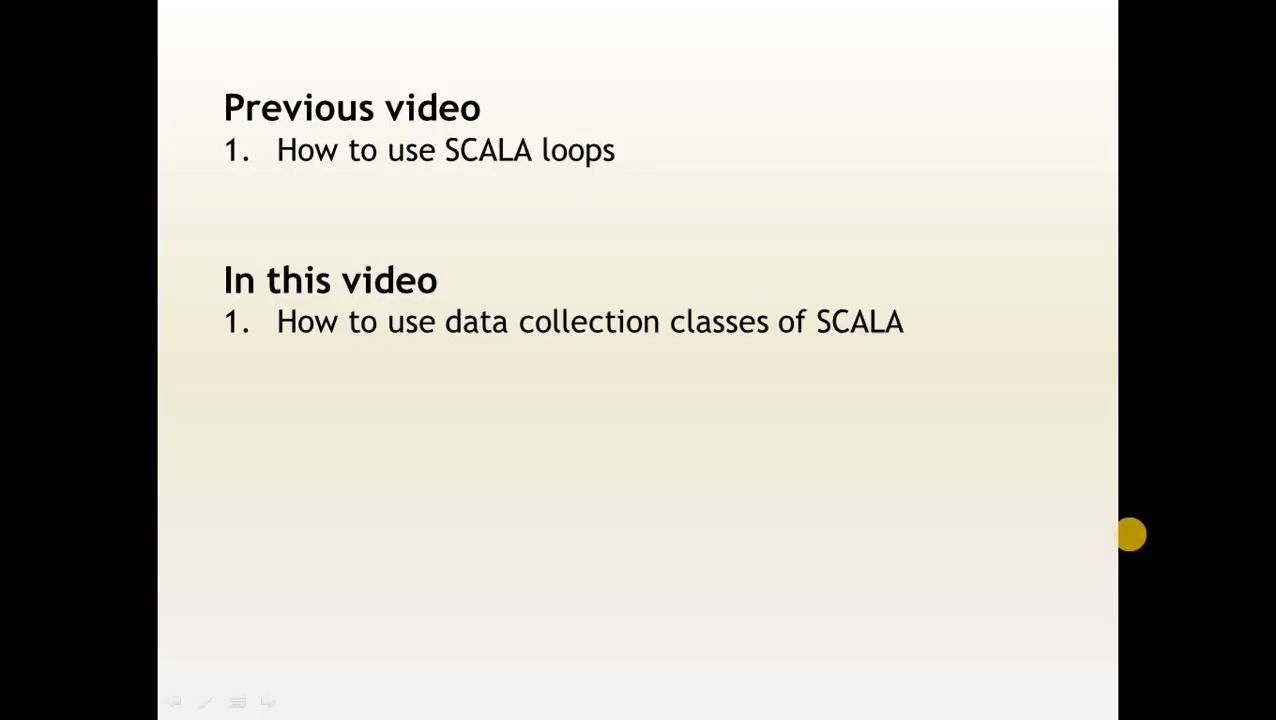 Previous video
1. How to use SCALA loops
In this video
1. How to use data collection classes of SCALA